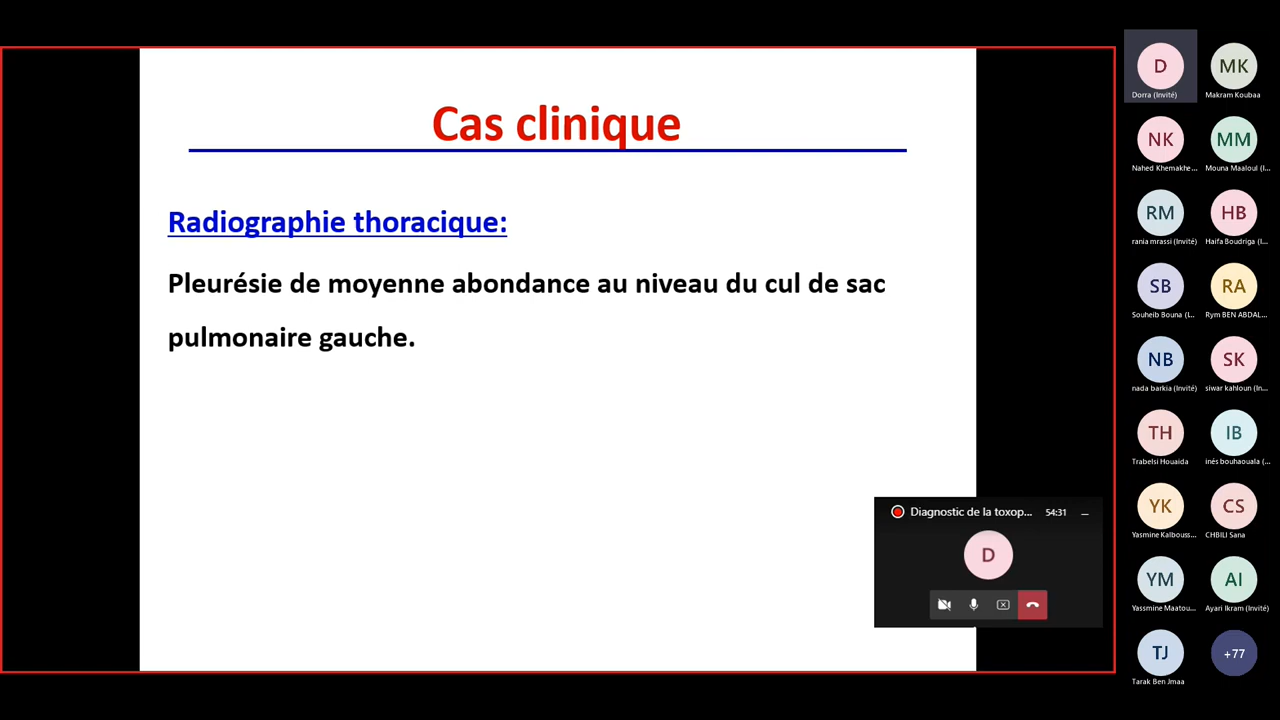 Cas clinique
Radiographie thoracique:
Pleurésie de moyenne abondance au niveau du cul de sac
pulmonaire gauche.
Diagnostic de la toxop... 54:31
D
D MK
Dorra (Invité) Makram Koubaa
NK MM
Nahed Khemakhe... Mouna Maaloul (I...
RM HB
rania mrassi (Invité) Haifa Boudriga (I...
SB RA
Souheib Bouna (I... Rym BEN ABDAL...
NB SK
nada barkia (Invité) siwar kahloun (In...
TH IB
Trabelsi Houaida inès bouhaouala (...
YK CS
Yasmine Kalbouss... CHBILI Sana
YM AI
Yassmine Maatou... Ayari Ikram (Invité)
TJ +77
Tarak Ben Jmaa